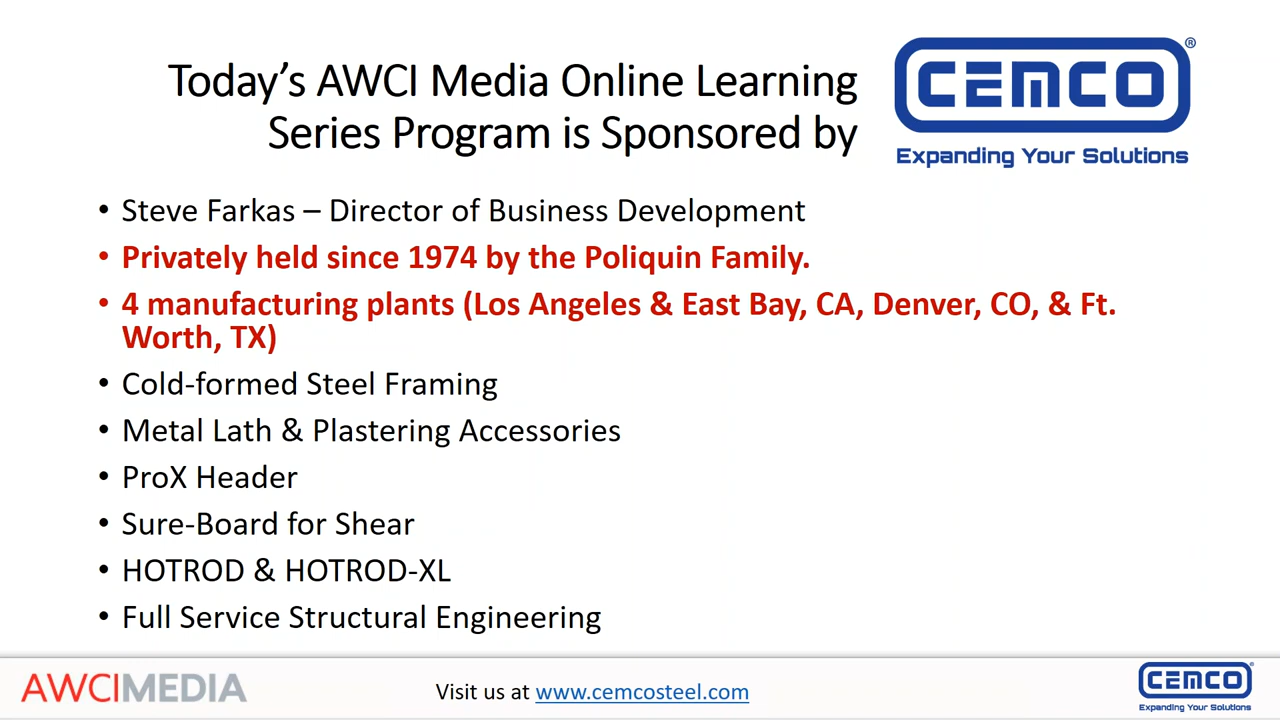 Today’s AWCI Media Online Learning
Series Program is Sponsored by
CEMCO®
Expanding Your Solutions
• Steve Farkas – Director of Business Development
• Privately held since 1974 by the Poliquin Family.
• 4 manufacturing plants (Los Angeles & East Bay, CA, Denver, CO, & Ft.
Worth, TX)
• Cold-formed Steel Framing
• Metal Lath & Plastering Accessories
• ProX Header
• Sure-Board for Shear
• HOTROD & HOTROD-XL
• Full Service Structural Engineering
AWCIMEDIA
Visit us at www.cemcosteel.com
CEMCO®
Expanding Your Solutions